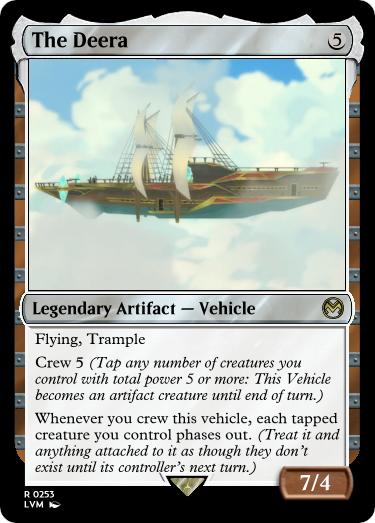 The Deera
5
Legendary Artifact — Vehicle
Flying, Trample
Crew 5 (Tap any number of creatures you
control with total power 5 or more: This Vehicle
becomes an artifact creature until end of turn.)
Whenever you crew this vehicle, each tapped
creature you control phases out. (Treat it and
anything attached to it as though they don't
exist until its controller's next turn.)
7/4
R 0253
LVM